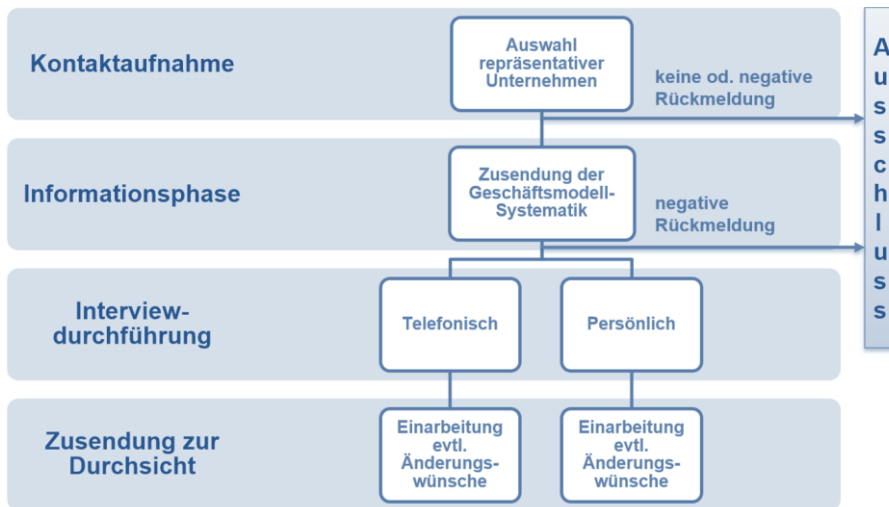 Kontaktaufnahme
Auswahl
repräsentativer
Unternehmen
keine od. negative
Rückmeldung
Informationsphase
Zusendung der
Geschäftsmodell-
Systematik
negative
Rückmeldung
Interview-
durchführung
Telefonisch
Persönlich
Zusendung zur
Durchsicht
Einarbeitung
evtl.
Änderungs-
wünsche
Einarbeitung
evtl.
Änderungs-
wünsche
A
u
s
s
c
h
l
u
s
s